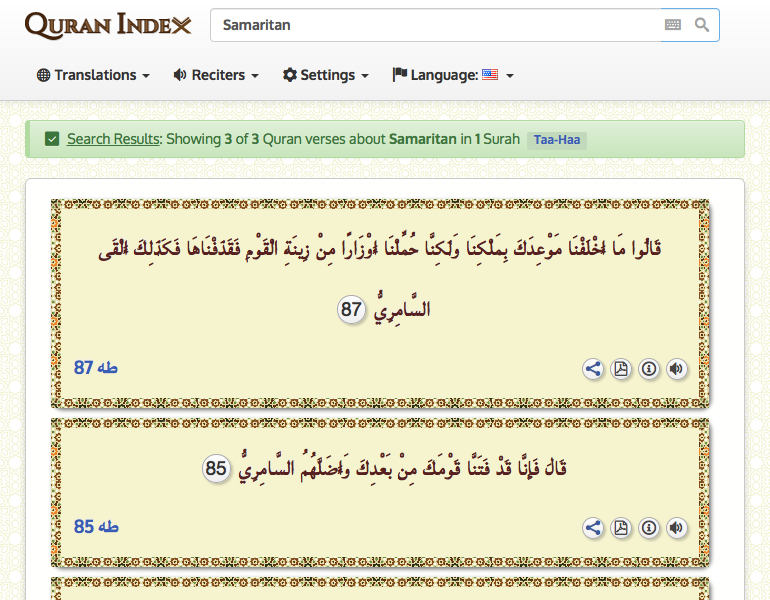 QURAN INDEX
Samaritan
Translations
Reciters
Settings
Language:
Search Results: Showing 3 of 3 Quran verses about Samaritan in 1 Surah Taa-Haa
قَالُوا مَا أَخْلَفْنَا مَوْعِدَكَ بِمَلْكِنَا وَلَٰكِنَّا حُمِّلْنَا أَوْزَارًا مِنْ زِينَةِ الْقَوْمِ فَقَذَفْنَاهَا فَكَذَٰلِكَ أَلْقَى
السَّامِرِيُّ 87
طه 87
قَالَ فَإِنَّا قَدْ فَتَنَّا قَوْمَكَ مِنْ بَعْدِكَ وَأَضَلَّهُمُ السَّامِرِيُّ 85
طه 85